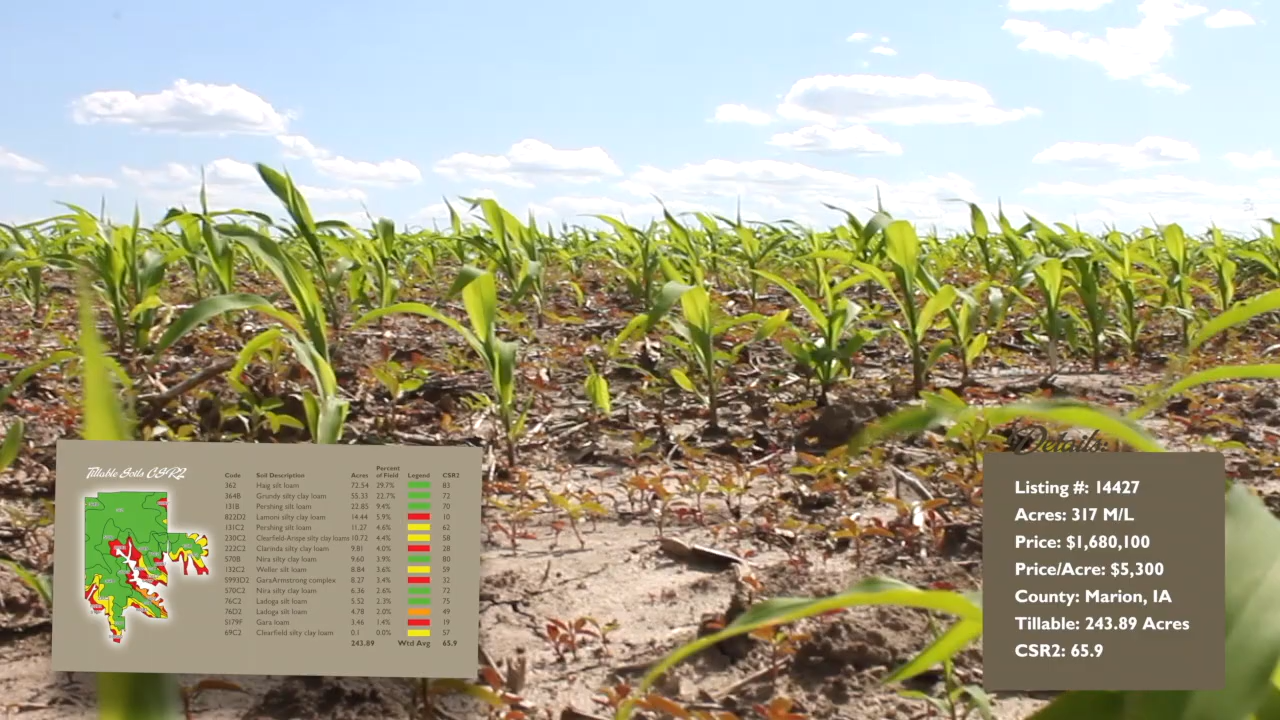 Tillable Soils CSR2
Code Soil Description Acres Percent of Field Legend CSR2
362 Haig silt loam 72.54 29.7% 83
364B Grundy silty clay loam 55.33 22.7% 72
131B Pershing silt loam 22.85 9.4% 70
822D2 Lamoni silty clay loam 14.44 5.9% 10
131C2 Pershing silt loam 11.27 4.6% 62
230C2 Clearfield-Arispe silty clay loams 10.72 4.4% 58
222C2 Clarinda silty clay loam 9.81 4.0% 28
570B Nira silty clay loam 9.60 3.9% 80
132C2 Weller silt loam 8.84 3.6% 59
5993D2 GaraArmstrong complex 8.27 3.4% 32
570C2 Nira silty clay loam 6.36 2.6% 72
76C2 Ladoga silt loam 5.52 2.3% 75
76D2 Ladoga silt loam 4.78 2.0% 49
5179F Gara loam 3.46 1.4% 19
69C2 Clearfield silty clay loam 0.1 0.0% 57
243.89 Wtd Avg 65.9
Details
Listing #: 14427
Acres: 317 M/L
Price: $1,680,100
Price/Acre: $5,300
County: Marion, IA
Tillable: 243.89 Acres
CSR2: 65.9